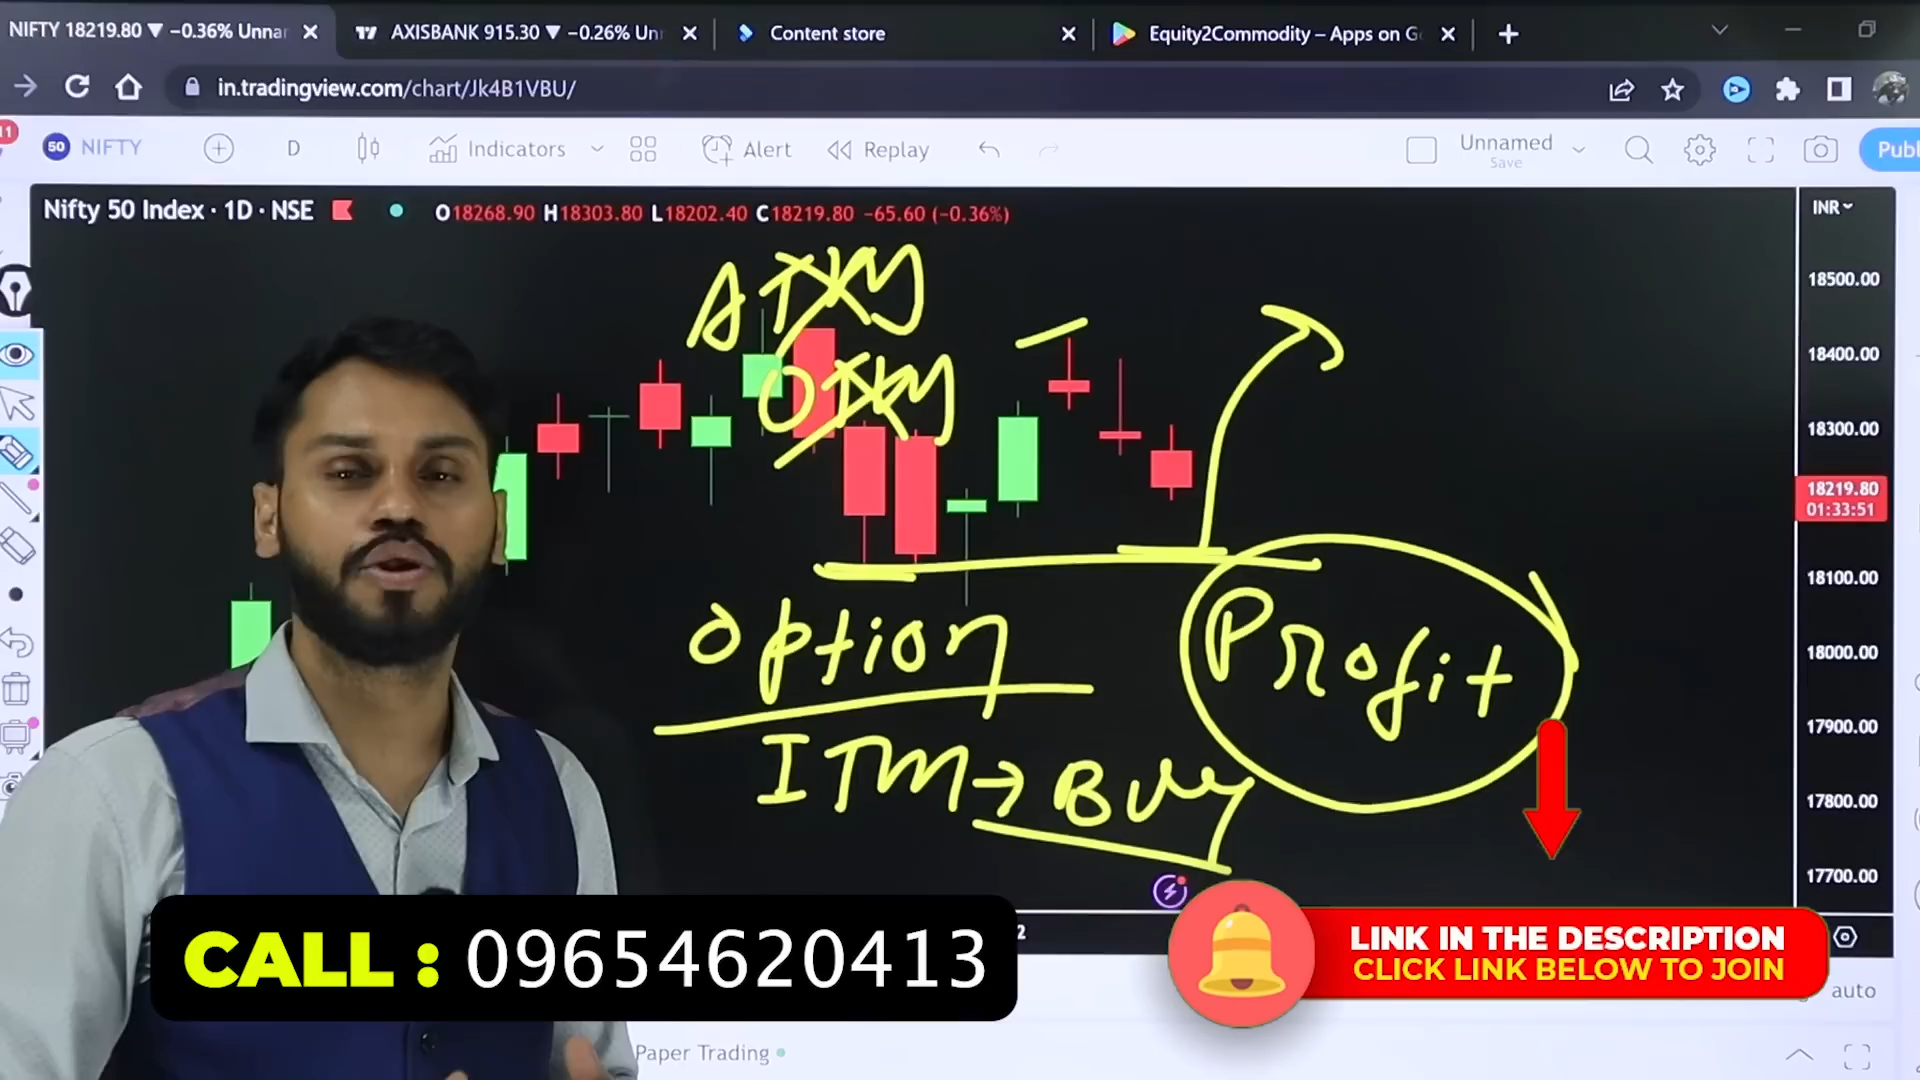 NIFTY 18219.80 ▼ −0.36% Unnar
AXISBANK 915.30 ▼ −0.26% Un
Content store
Equity2Commodity – Apps on G
in.tradingview.com/chart/Jk4B1VBU/
11
50 NIFTY
D
Indicators
Alert
Replay
Unnamed
Save
Publ
Nifty 50 Index · 1D · NSE
O18268.90 H18303.80 L18202.40 C18219.80 −65.60 (−0.36%)
INR
18500.00
18400.00
18300.00
18219.80
01:33:51
18100.00
18000.00
17900.00
17800.00
17700.00
ATM
OTM
Option
Profit
ITM → Buy
2
CALL : 09654620413
LINK IN THE DESCRIPTION
CLICK LINK BELOW TO JOIN
auto
Paper Trading